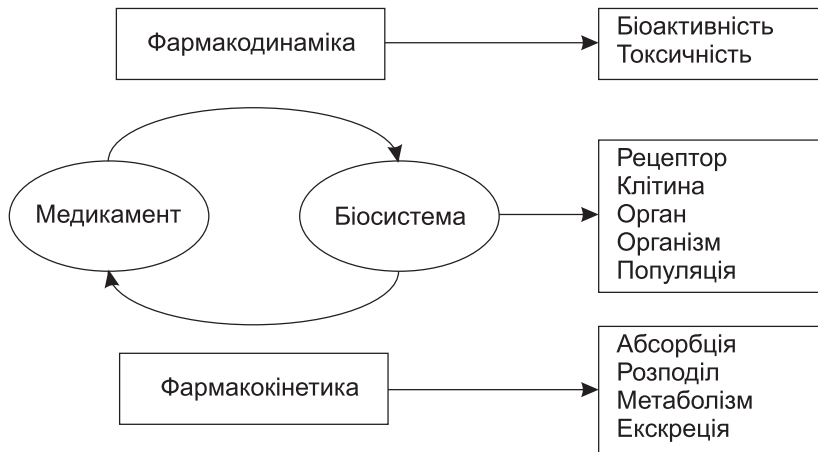 Фармакодинаміка
Біоактивність
Токсичність
Медикамент
Біосистема
Рецептор
Клітина
Орган
Організм
Популяція
Фармакокінетика
Абсорбція
Розподіл
Метаболізм
Екскреція